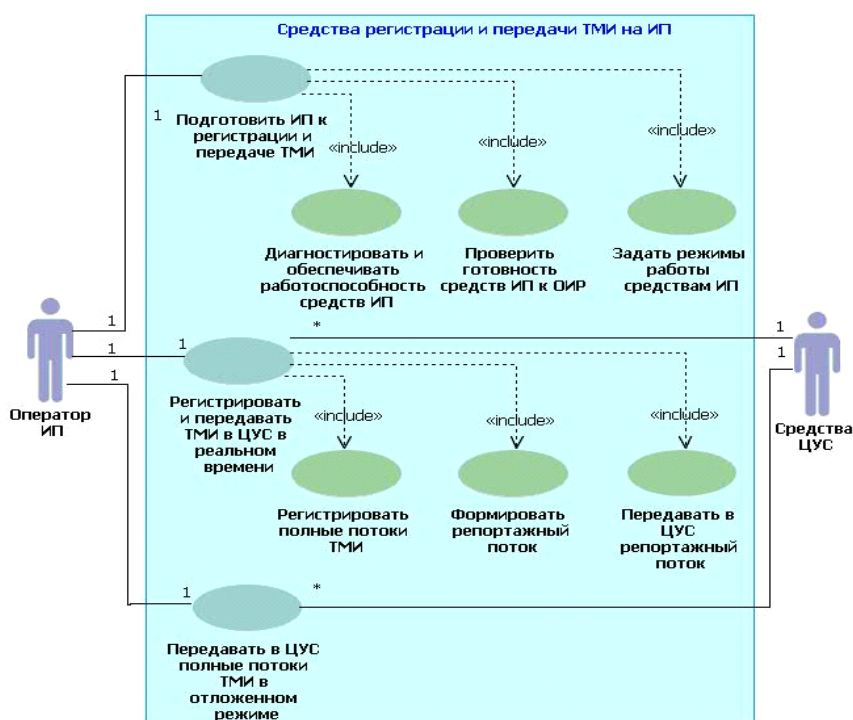 Средства регистрации и передачи ТМИ на ИП
1
Подготовить ИП к
регистрации и
передаче ТМИ
«include»
«include»
«include»
Диагностировать и
обеспечивать
работоспособность
средств ИП
Проверить
готовность
средств ИП к ОИР
Задать режимы
работы
средствам ИП
1
*
1
1
1
1
1
Оператор
ИП
Средства
ЦУС
Регистрировать
и передавать
ТМИ в ЦУС в
реальном
времени
«include»
«include»
«include»
Регистрировать
полные потоки
ТМИ
Формировать
репортажный
поток
Передавать в
ЦУС
репортажный
поток
1
*
Передавать в ЦУС
полные потоки
ТМИ в
отложенном
режиме